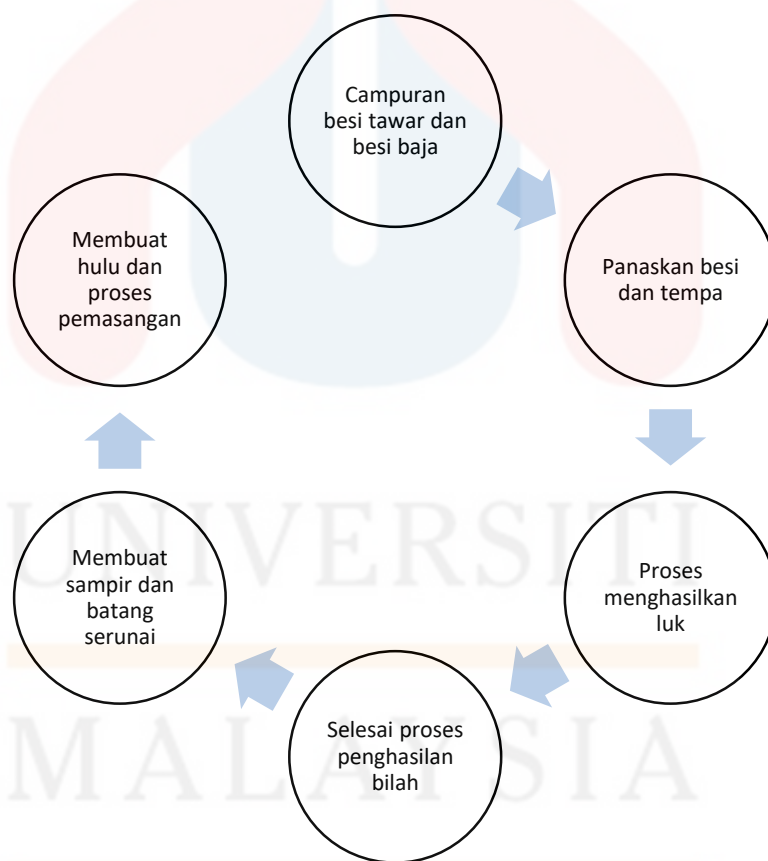 Campuran
besi tawar dan
besi baja
Panaskan besi
dan tempa
Proses
menghasilkan
luk
Selesai proses
penghasilan
bilah
Membuat
sampir dan
batang
serunai
Membuat
hulu dan
proses
pemasangan
UNIVERSITI
MALAYSIA